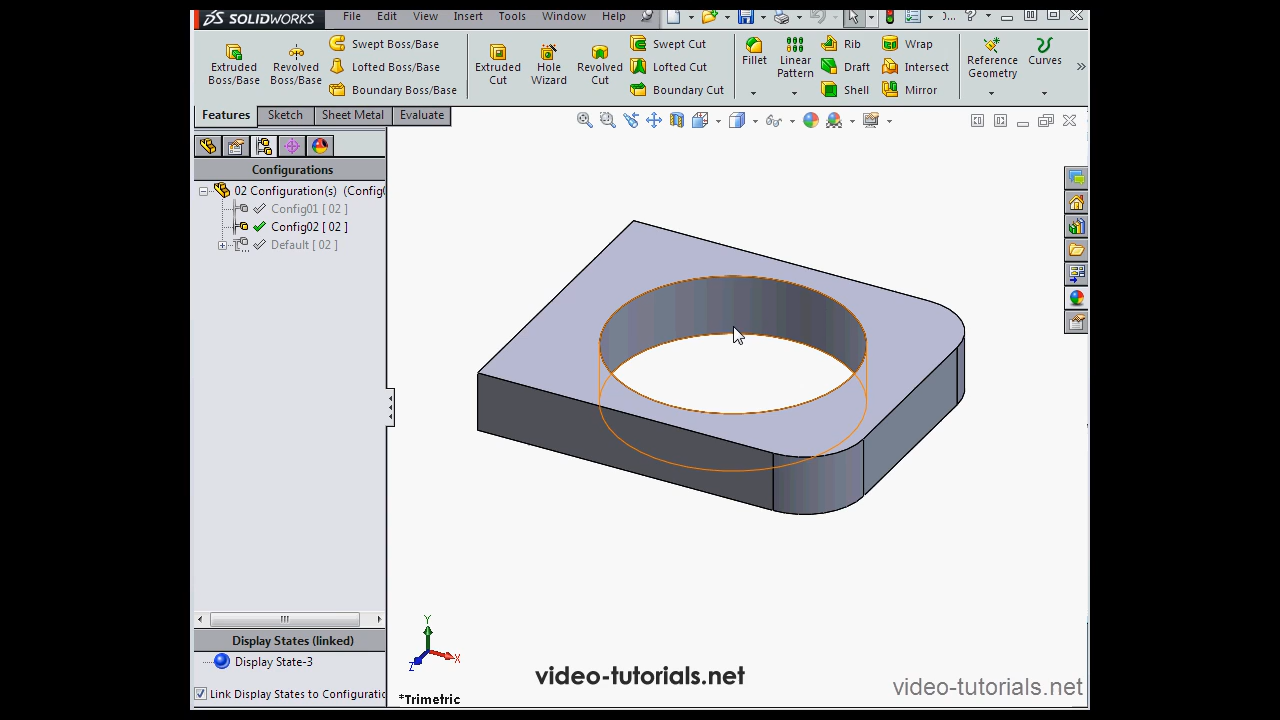 SOLIDWORKS File Edit View Insert Tools Window Help ?
Extruded Boss/Base
Revolved Boss/Base
Swept Boss/Base
Lofted Boss/Base
Boundary Boss/Base
Extruded Cut
Hole Wizard
Revolved Cut
Swept Cut
Lofted Cut
Boundary Cut
Fillet
Linear Pattern
Rib
Draft
Shell
Wrap
Intersect
Mirror
Reference Geometry
Curves
Features Sketch Sheet Metal Evaluate
Configurations
02 Configuration(s) (Config0
Config01 [ 02 ]
Config02 [ 02 ]
Default [ 02 ]
Display States (linked)
Display State-3
Link Display States to Configuratio
Y
X
Z
*Trimetric
video-tutorials.net
video-tutorials.net